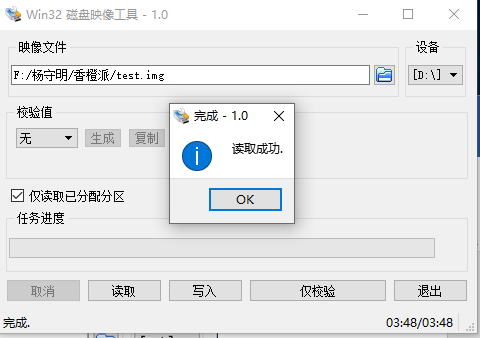 Win32 磁盘映像工具 - 1.0
映像文件
设备
F:/杨守明/香橙派/test.img
[D:\]
校验值
无
生成
复制
完成 - 1.0
读取成功.
OK
仅读取已分配分区
任务进度
取消
读取
写入
仅校验
退出
完成.
03:48/03:48